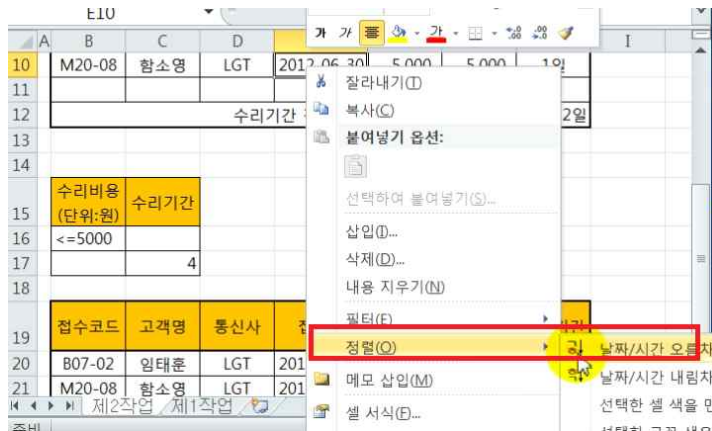 E10
가 가 가
A B C D I
10 M20-08 함소영 LGT 2012-06-30 5,000 5,000 1일
11
12 수리기간 2일
13
14
15 수리비용 (단위:원) 수리기간
16 <=5000
17 4
18
19 접수코드 고객명 통신사
20 B07-02 임태훈 LGT 201
21 M20-08 함소영 LGT 201
제2작업 제1작업
준비
잘라내기(T)
복사(C)
붙여넣기 옵션:
선택하여 붙여넣기(S)...
삽입(I)...
삭제(D)...
내용 지우기(N)
필터(E)
정렬(O)
메모 삽입(M)
셀 서식(F)...
날짜/시간 오름차
날짜/시간 내림차
선택한 셀 색을